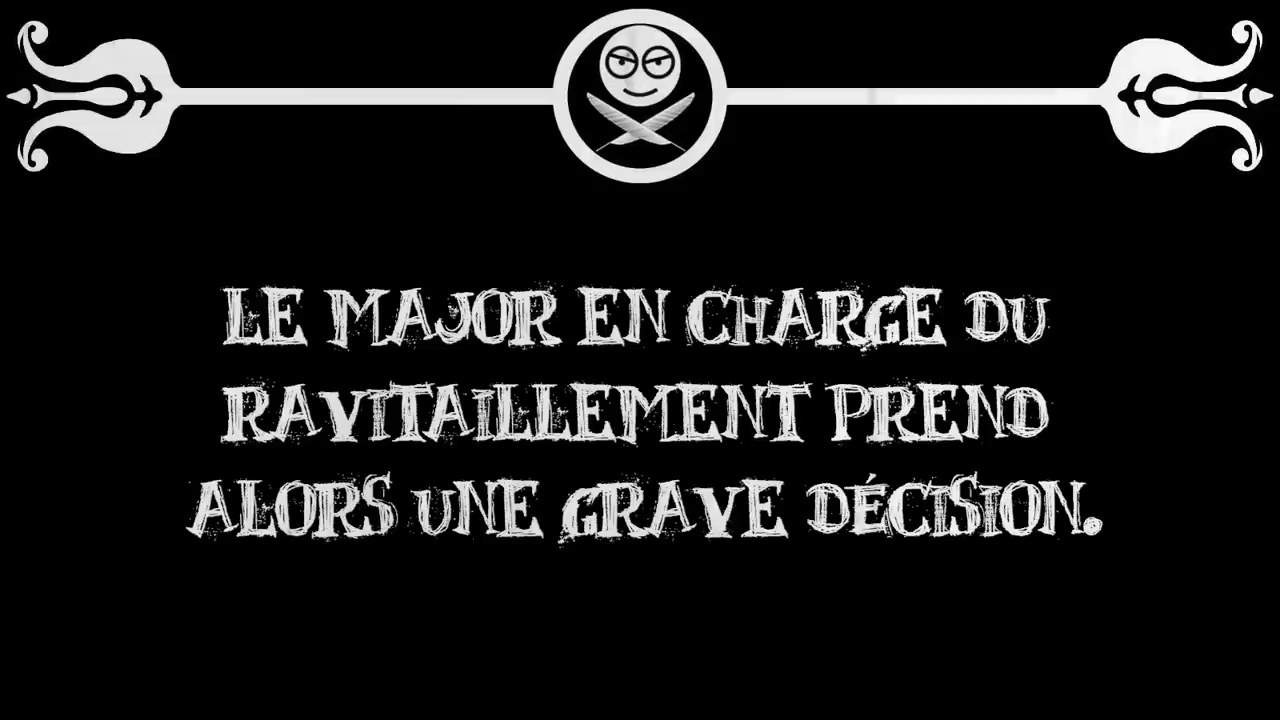 LE MAJOR EN CHARGE DU
RAVITAILLEMENT PREND
ALORS UNE GRAVE DÉCISION.